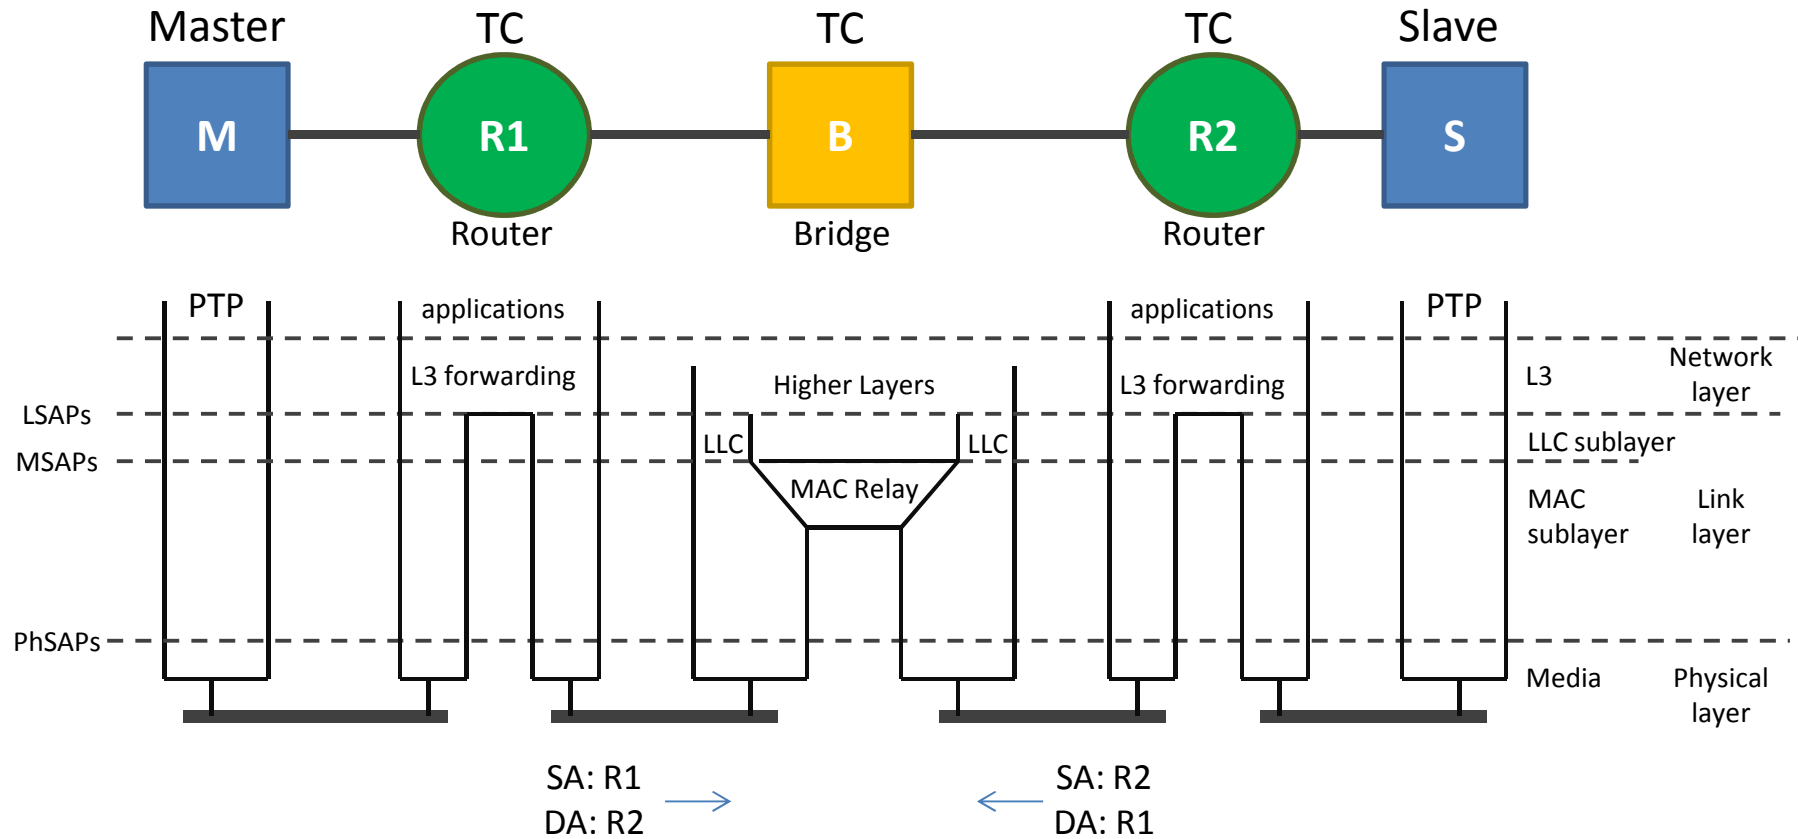 Master
TC
TC
TC
Slave
M
R1
B
R2
S
Router
Bridge
Router
PTP
applications
applications
PTP
L3 forwarding
Higher Layers
L3 forwarding
L3
Network
layer
LSAPs
LLC
LLC
LLC sublayer
MSAPs
MAC Relay
MAC
sublayer
Link
layer
PhSAPs
Media
Physical
layer
SA: R1
DA: R2
SA: R2
DA: R1